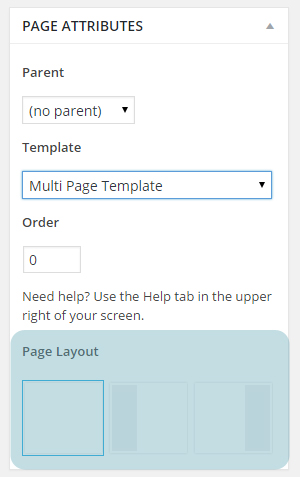 PAGE ATTRIBUTES
Parent
(no parent)
Template
Multi Page Template
Order
0
Need help? Use the Help tab in the upper
right of your screen.
Page Layout